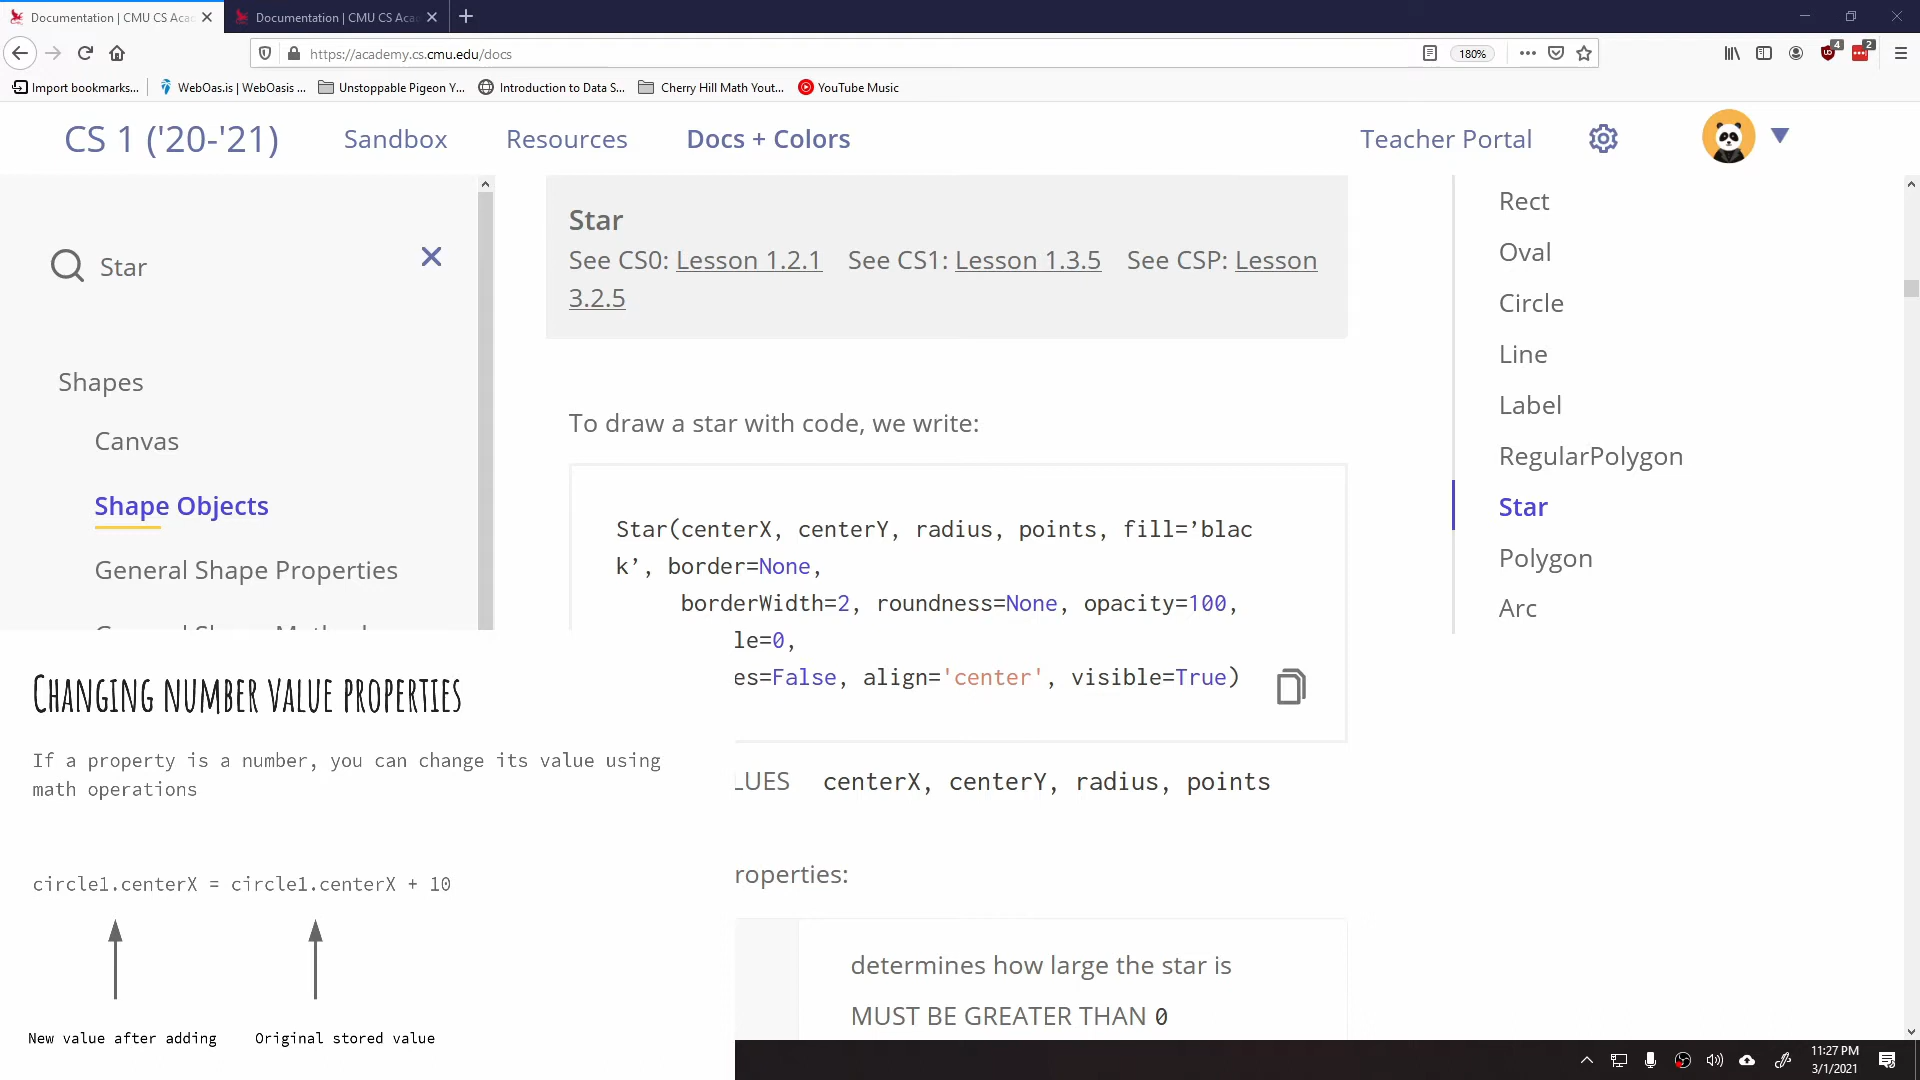 Documentation | CMU CS Aca
Documentation | CMU CS Aca
https://academy.cs.cmu.edu/docs
180%
4
2
Import bookmarks...
WebOas.is | WebOasis ...
Unstoppable Pigeon Y...
Introduction to Data S...
Cherry Hill Math Yout...
YouTube Music
CS 1 ('20-'21)
Sandbox
Resources
Docs + Colors
Teacher Portal
Star
Shapes
Canvas
Shape Objects
General Shape Properties
Star
See CS0: Lesson 1.2.1 See CS1: Lesson 1.3.5 See CSP: Lesson
3.2.5
To draw a star with code, we write:
Star(centerX, centerY, radius, points, fill=’blac
k’, border=None,
borderWidth=2, roundness=None, opacity=100,
le=0,
es=False, align='center', visible=True)
LUES centerX, centerY, radius, points
roperties:
determines how large the star is
MUST BE GREATER THAN 0
Rect
Oval
Circle
Line
Label
RegularPolygon
Star
Polygon
Arc
Changing number value properties
If a property is a number, you can change its value using
math operations
circle1.centerX = circle1.centerX + 10
New value after adding
Original stored value
11:27 PM
3/1/2021